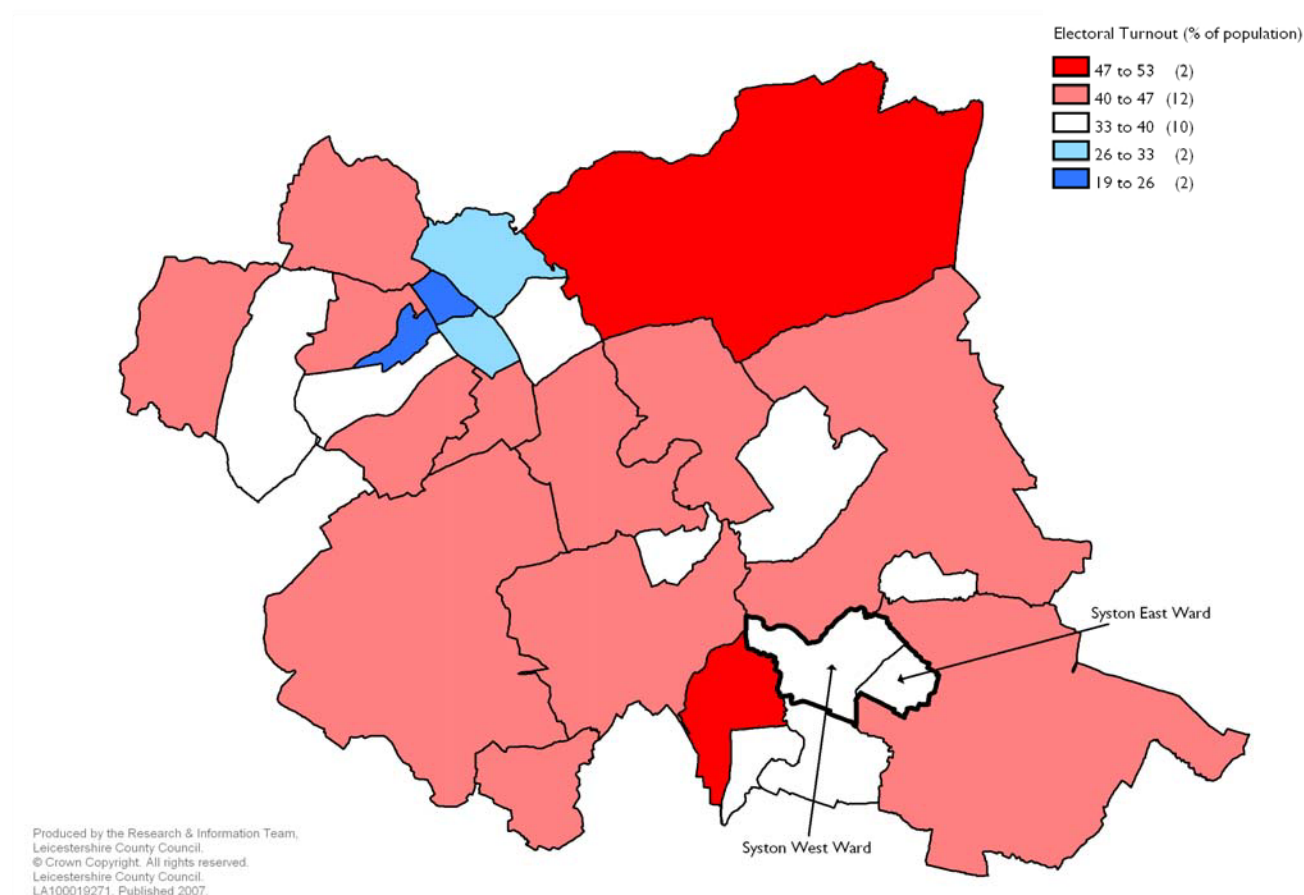 Electoral Turnout (% of population)
47 to 53 (2)
40 to 47 (12)
33 to 40 (10)
26 to 33 (2)
19 to 26 (2)
Syston East Ward
Syston West Ward
Produced by the Research & Information Team,
Leicestershire County Council.
© Crown Copyright. All rights reserved.
Leicestershire County Council.
LA100019271. Published 2007.